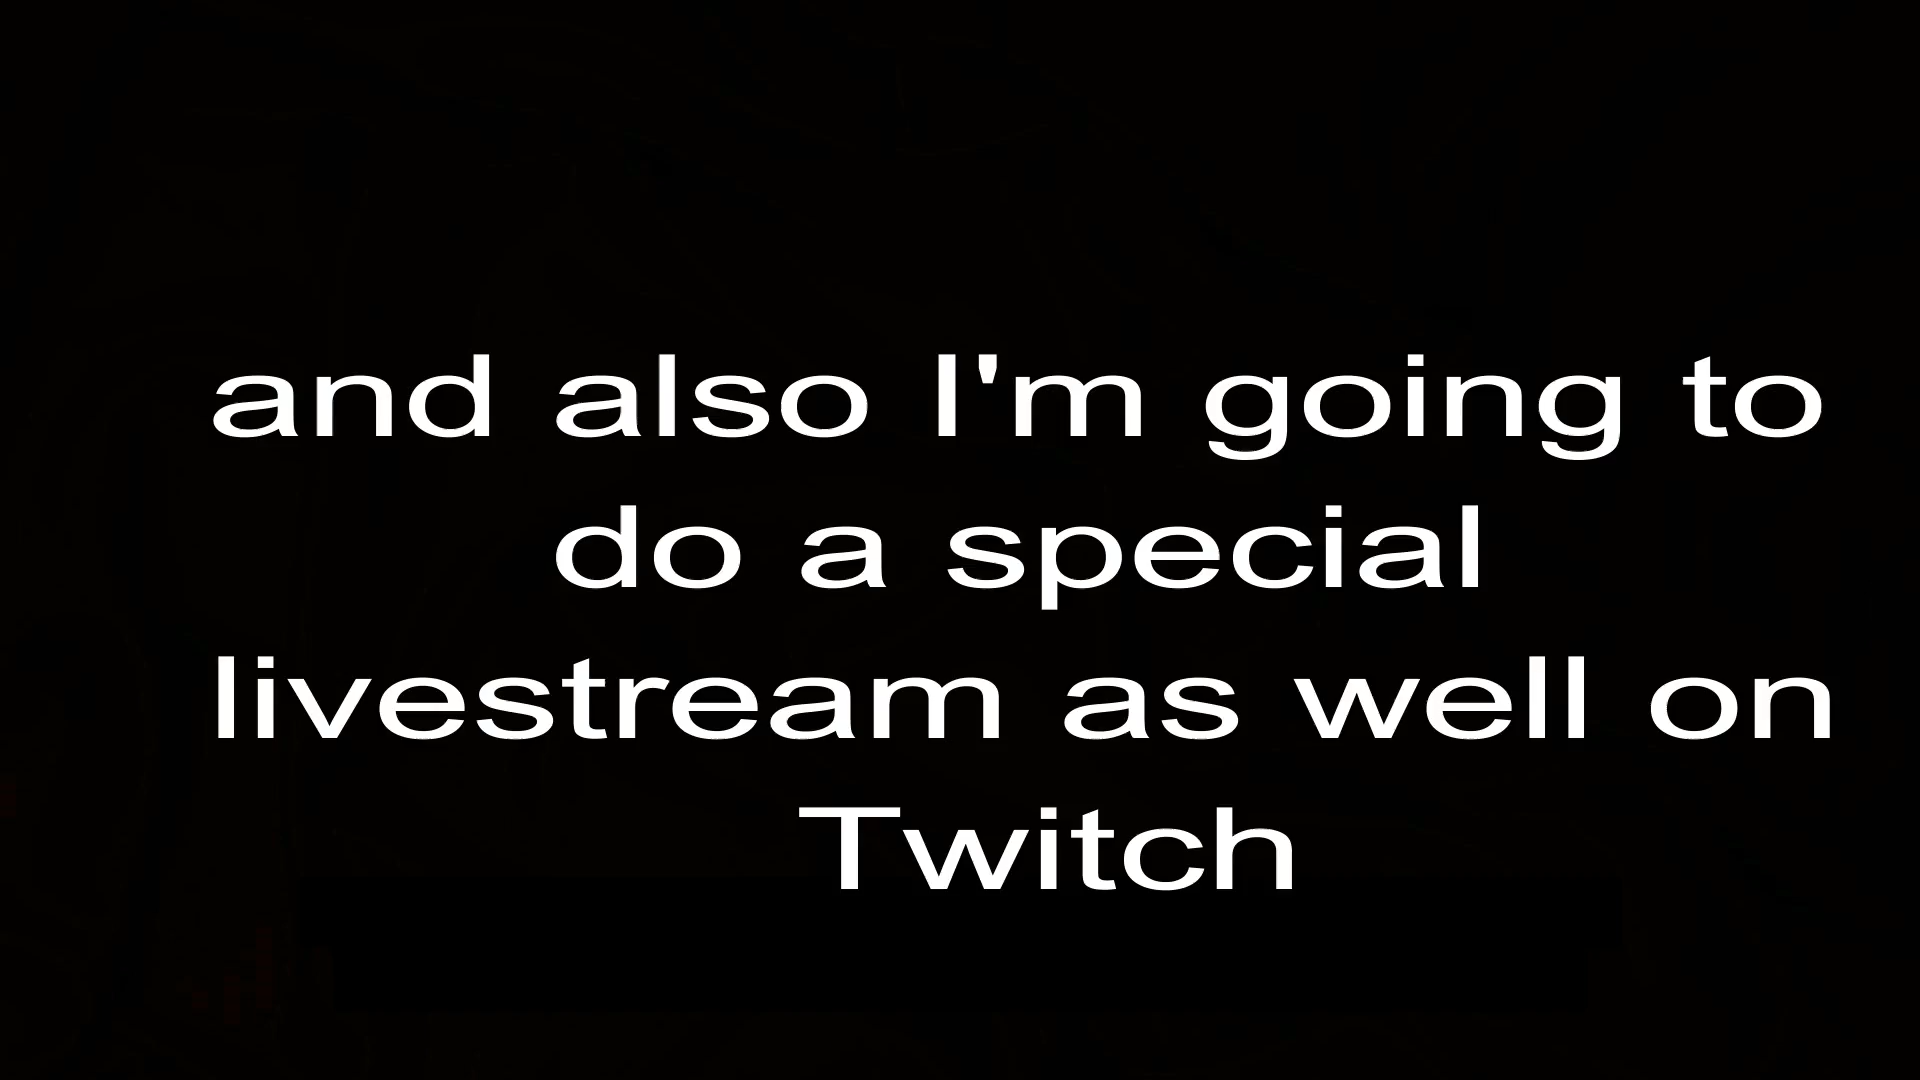 and also I'm going to
do a special
livestream as well on
Twitch